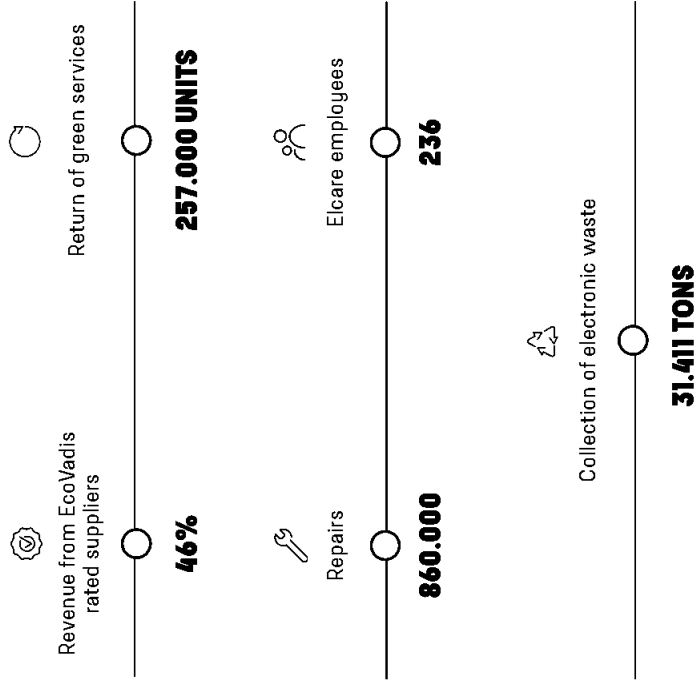 Revenue from EcoVadis
rated suppliers
46%
Return of green services
257.000 UNITS
Repairs
860.000
Elcare employees
236
Collection of electronic waste
31.411 TONS